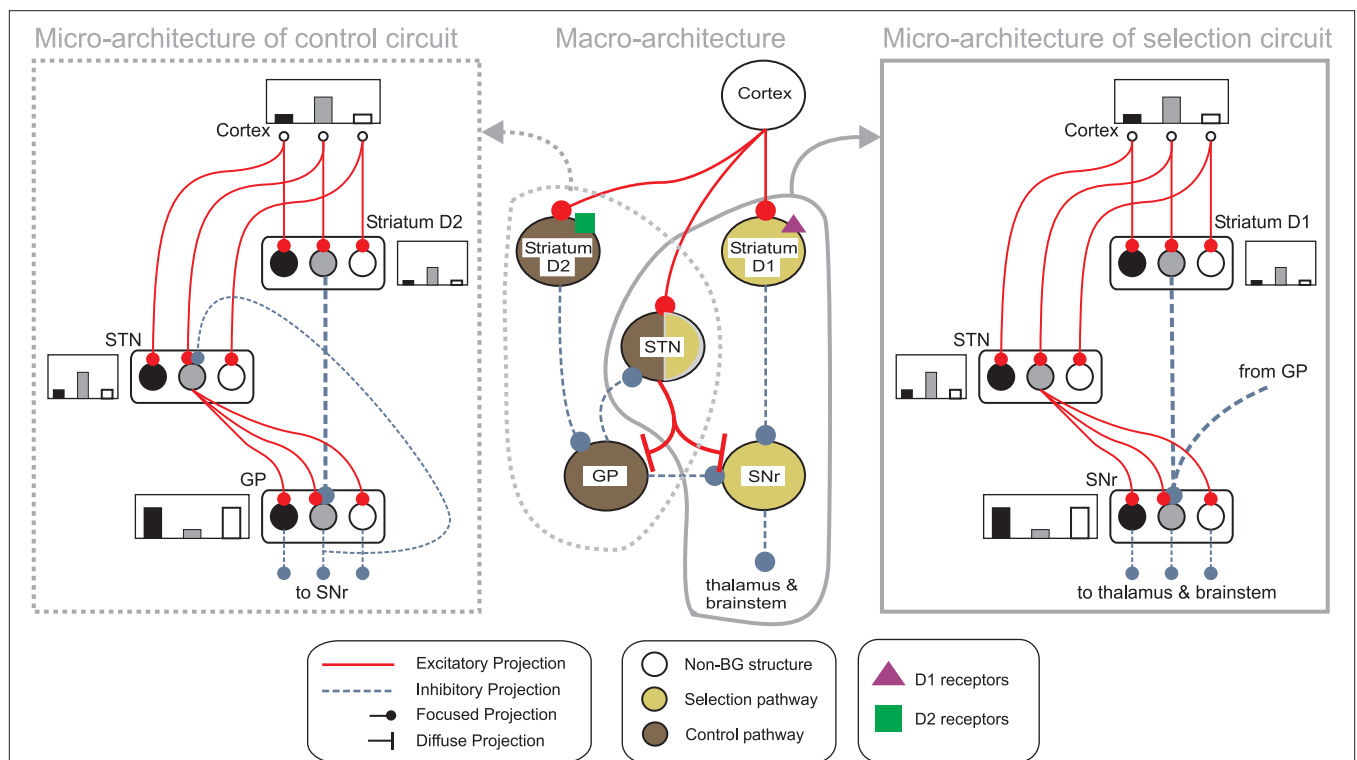 Micro-architecture of control circuit
Cortex
Striatum D2
STN
GP
to SNr
Macro-architecture
Cortex
Striatum
D2
Striatum
D1
STN
GP
SNr
thalamus &
brainstem
Micro-architecture of selection circuit
Cortex
Striatum D1
STN
from GP
SNr
to thalamus & brainstem
Excitatory Projection
Inhibitory Projection
Focused Projection
Diffuse Projection
Non-BG structure
Selection pathway
Control pathway
D1 receptors
D2 receptors